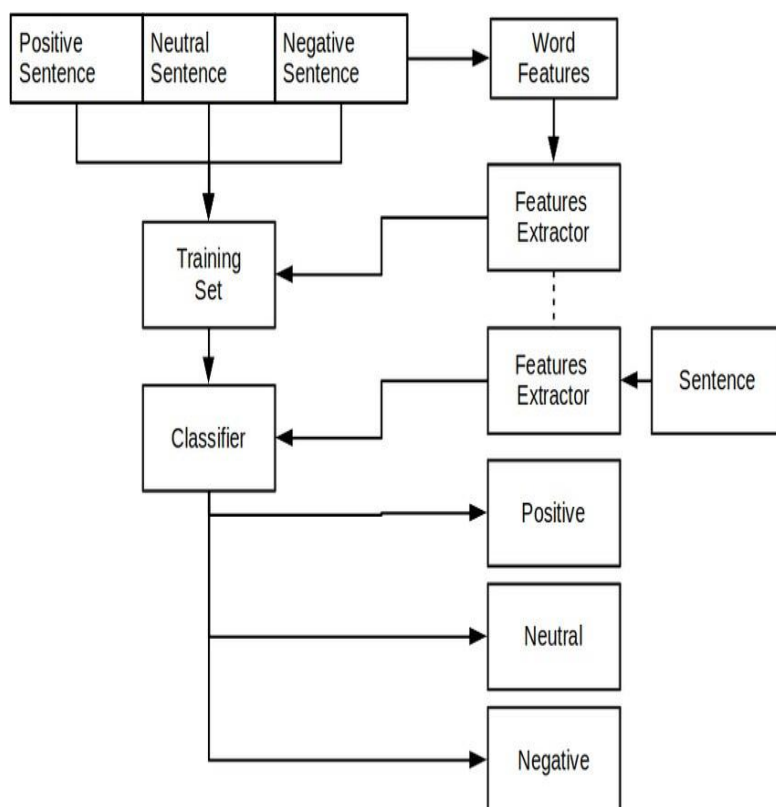 Positive
Sentence
Neutral
Sentence
Negative
Sentence
Word
Features
Features
Extractor
Training
Set
Features
Extractor
Sentence
Classifier
Positive
Neutral
Negative